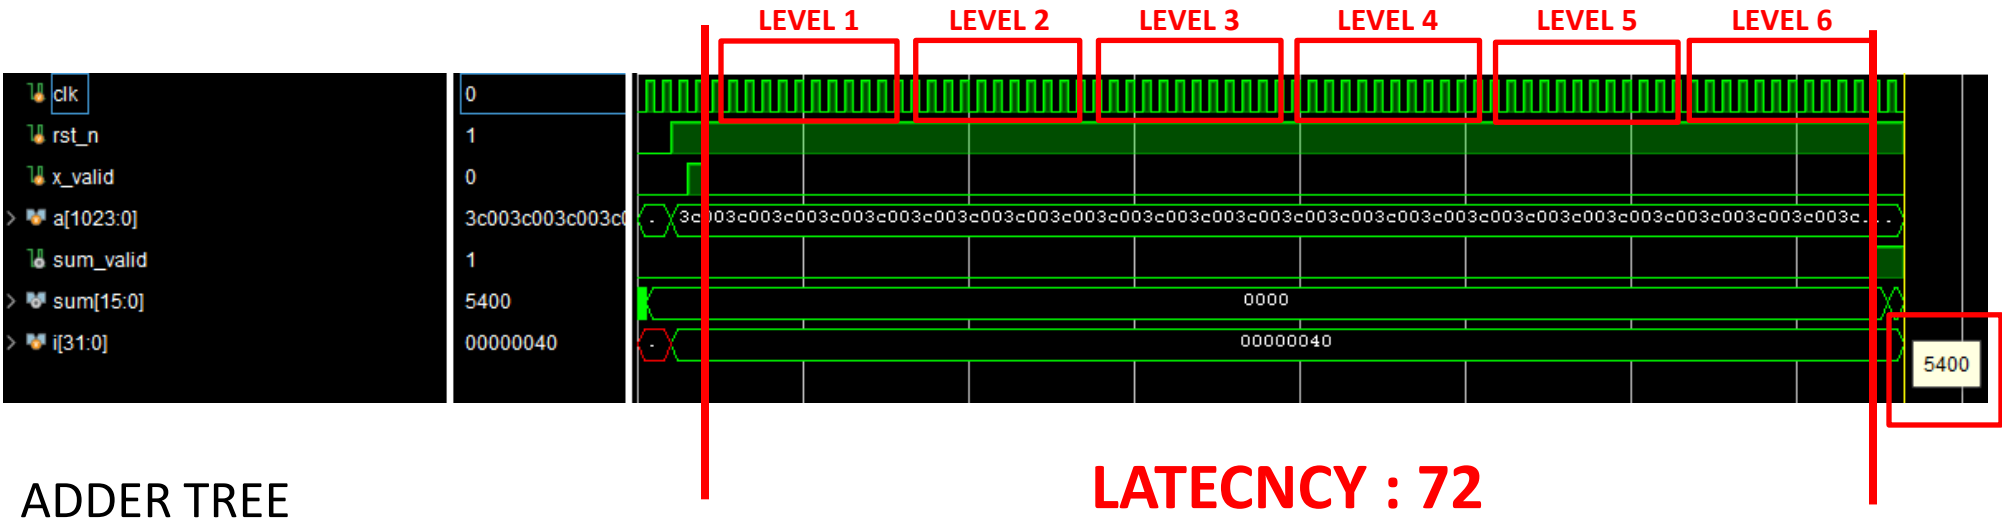 LEVEL 1 LEVEL 2 LEVEL 3 LEVEL 4 LEVEL 5 LEVEL 6
clk 0
rst_n 1
x_valid 0
a[1023:0] 3c003c003c003c0 . 3c003c003c003c003c003c003c003c003c003c003c003c003c003c003c003c003c003c003c...
sum_valid 1
sum[15:0] 5400 0000
i[31:0] 00000040 . 00000040
5400
LATECNCY : 72
ADDER TREE